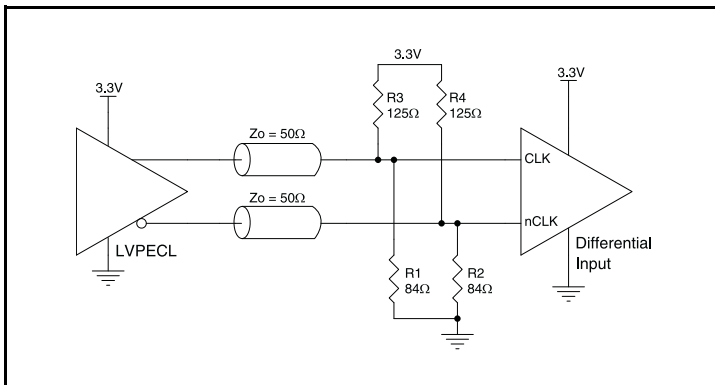 3.3V
3.3V
3.3V
R3
125Ω
R4
125Ω
Zo = 50Ω
CLK
Zo = 50Ω
nCLK
LVPECL
Differential
Input
R1
84Ω
R2
84Ω